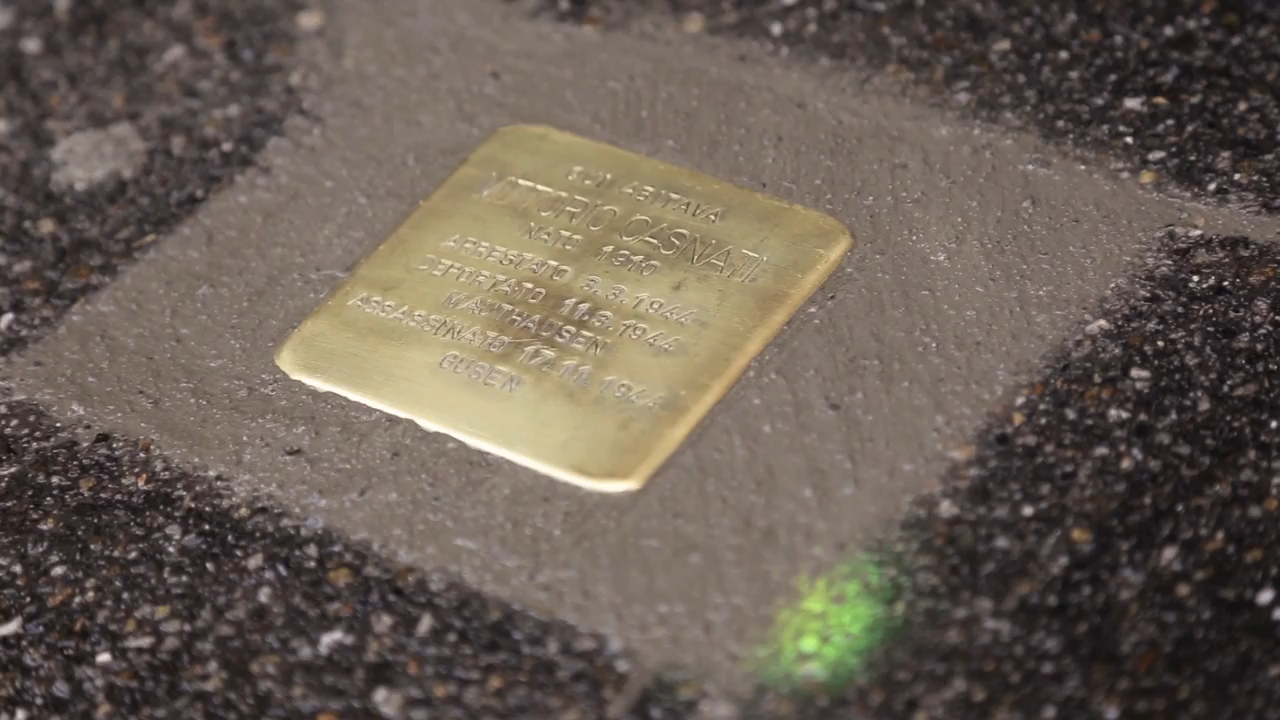 QUI ABITAVA
VITTORIO CASNATI
NATO 1910
ARRESTATO 8.3.1944
DEPORTATO 11.3.1944
MAUTHAUSEN
ASSASSINATO 17.11.1944
GUSEN